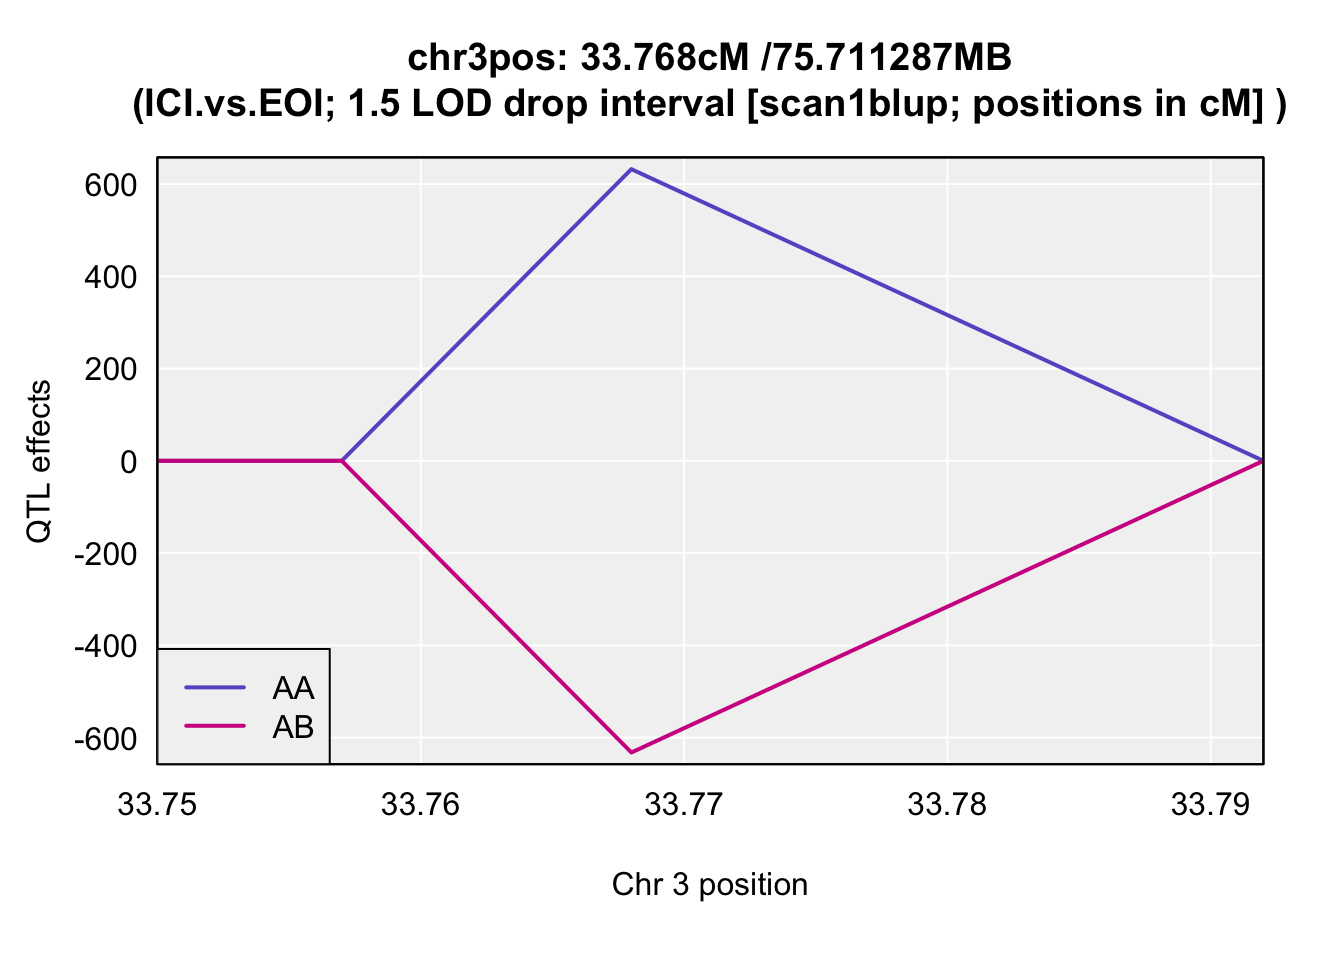 chr3pos: 33.768cM /75.711287MB
(ICI.vs.EOI; 1.5 LOD drop interval [scan1blup; positions in cM] )
600
400
200
0
-200
-400
-600
QTL effects
AA
AB
33.75 33.76 33.77 33.78 33.79
Chr 3 position